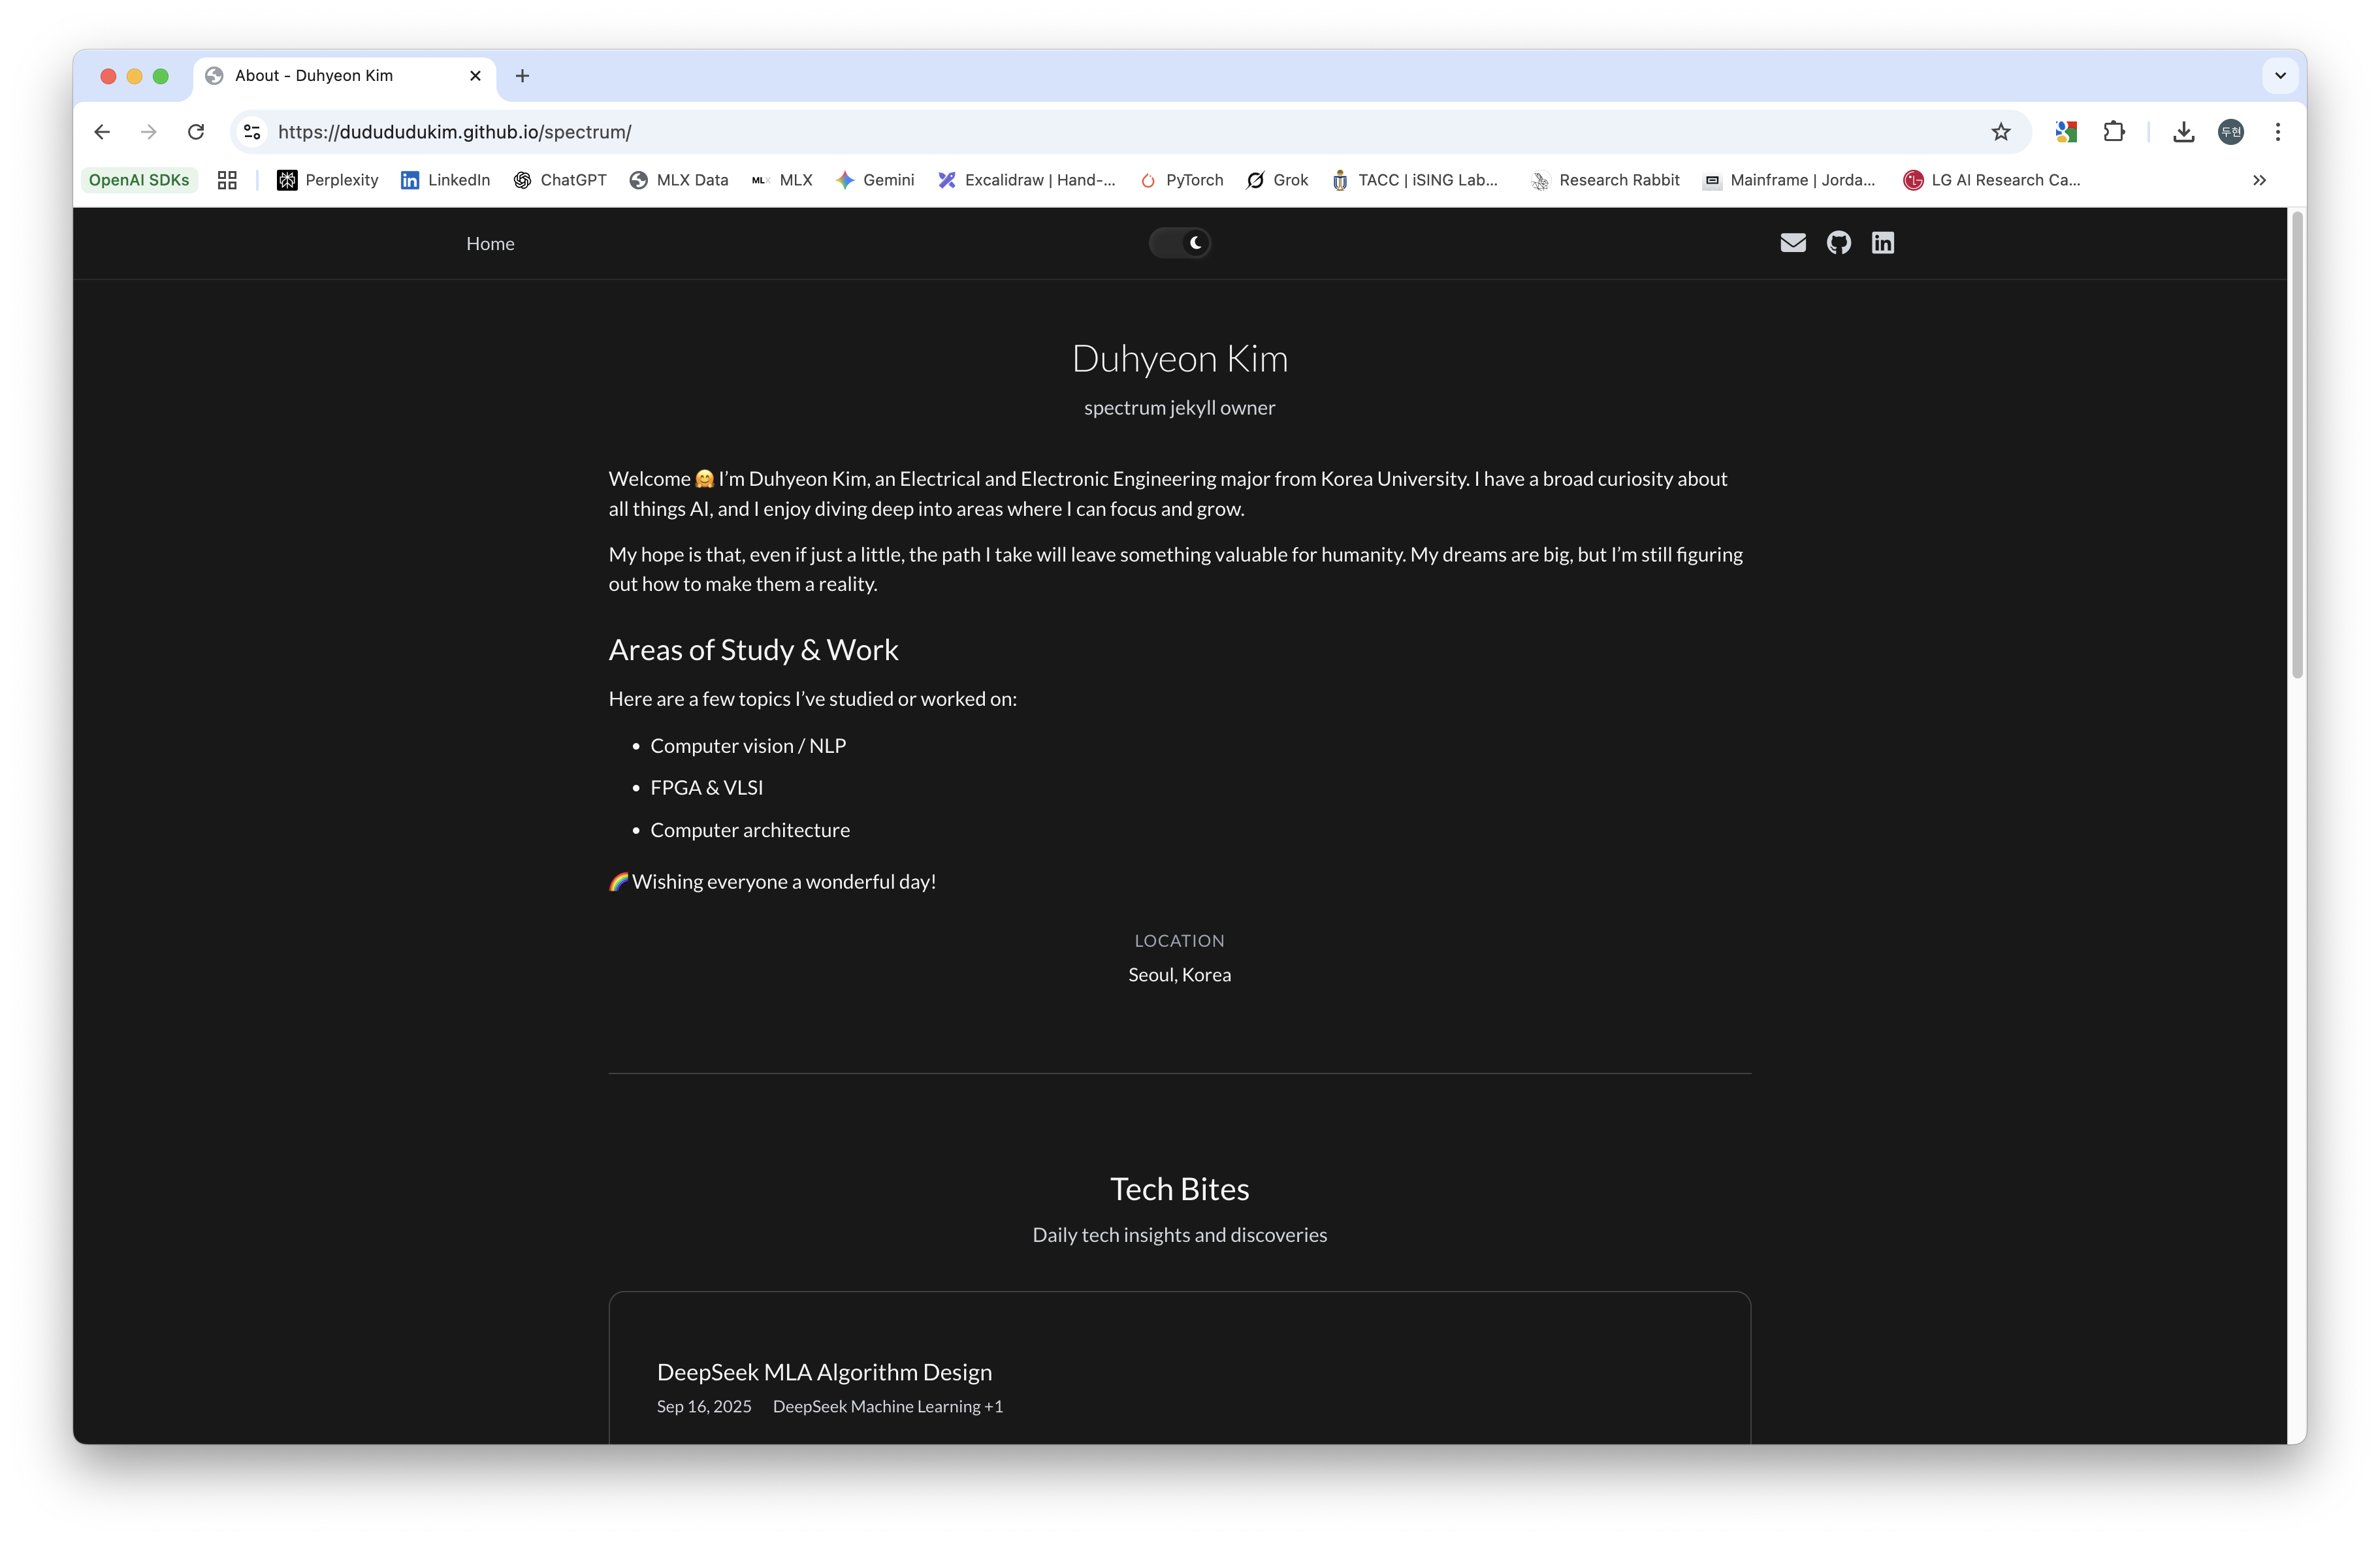 About - Duhyeon Kim
https://dudududukim.github.io/spectrum/
두현
OpenAI SDKs
Perplexity
LinkedIn
ChatGPT
MLX Data
MLX
Gemini
Excalidraw | Hand-...
PyTorch
Grok
TACC | iSING Lab...
Research Rabbit
Mainframe | Jorda...
LG AI Research Ca...
Home
Duhyeon Kim
spectrum jekyll owner
Welcome 🤗 I’m Duhyeon Kim, an Electrical and Electronic Engineering major from Korea University. I have a broad curiosity about
all things AI, and I enjoy diving deep into areas where I can focus and grow.
My hope is that, even if just a little, the path I take will leave something valuable for humanity. My dreams are big, but I’m still figuring
out how to make them a reality.
Areas of Study & Work
Here are a few topics I’ve studied or worked on:
• Computer vision / NLP
• FPGA & VLSI
• Computer architecture
🌈 Wishing everyone a wonderful day!
LOCATION
Seoul, Korea
Tech Bites
Daily tech insights and discoveries
DeepSeek MLA Algorithm Design
Sep 16, 2025 DeepSeek Machine Learning +1